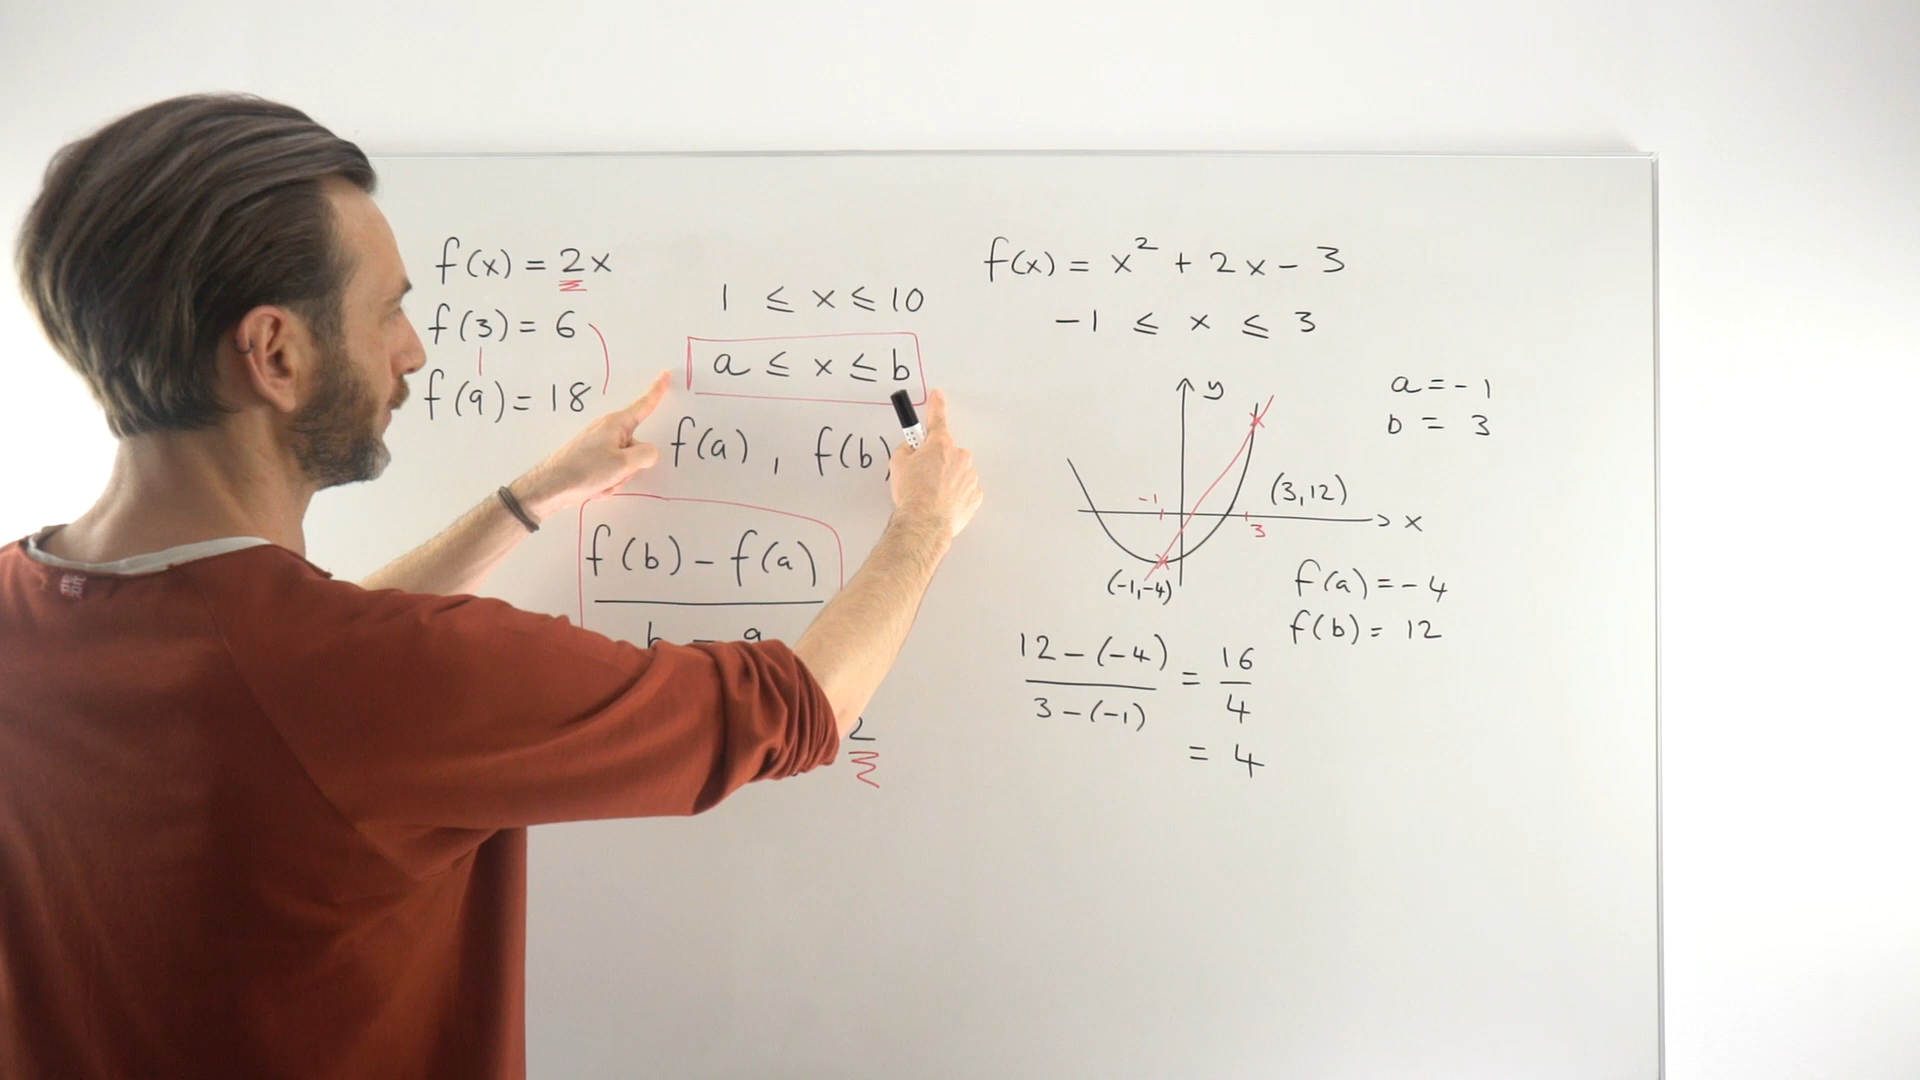 f(x) = 2x
f(3) = 6
f(9) = 18
1 ≤ x ≤ 10
a ≤ x ≤ b
f(a), f(b)
f(b) - f(a)
b - a
2
f(x) = x² + 2x - 3
-1 ≤ x ≤ 3
y
a = -1
b = 3
(3,12)
-1
3
x
(-1,-4)
f(a) = -4
f(b) = 12
12 - (-4) = 16
3 - (-1) 4
= 4